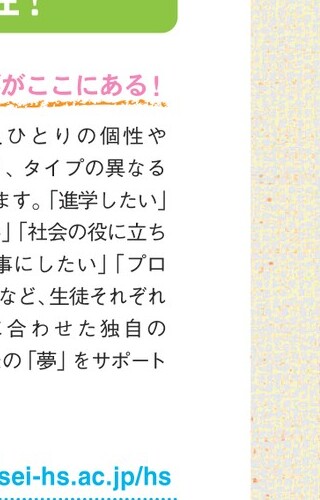 ！
がここにある！
ひとりの個性や
、タイプの異なる
ます。「進学したい」
」「社会の役に立ち
事にしたい」「プロ
など、生徒それぞれ
に合わせた独自の
の「夢」をサポート
sei-hs.ac.jp/hs